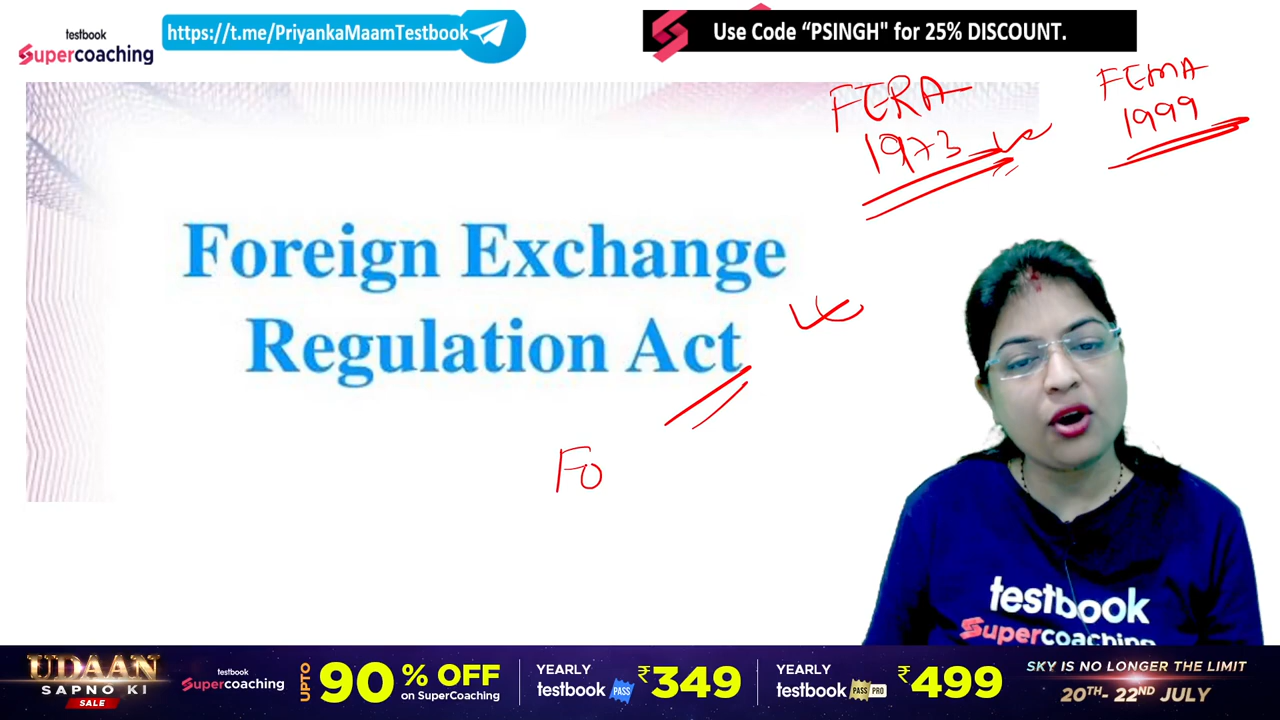 testbook
Supercoaching
https://t.me/PriyankaMaamTestbook
Use Code “PSINGH" for 25% DISCOUNT.
FERA
1973
FEMA
1999
Foreign Exchange
Regulation Act
Fo
testbook
Supercoaching
UDAAN
SAPNO KI
SALE
testbook
Supercoaching
UPTO
90% OFF
on SuperCoaching
YEARLY
testbook PASS
₹349
YEARLY
testbook PASS PRO
₹499
SKY IS NO LONGER THE LIMIT
20TH- 22ND JULY